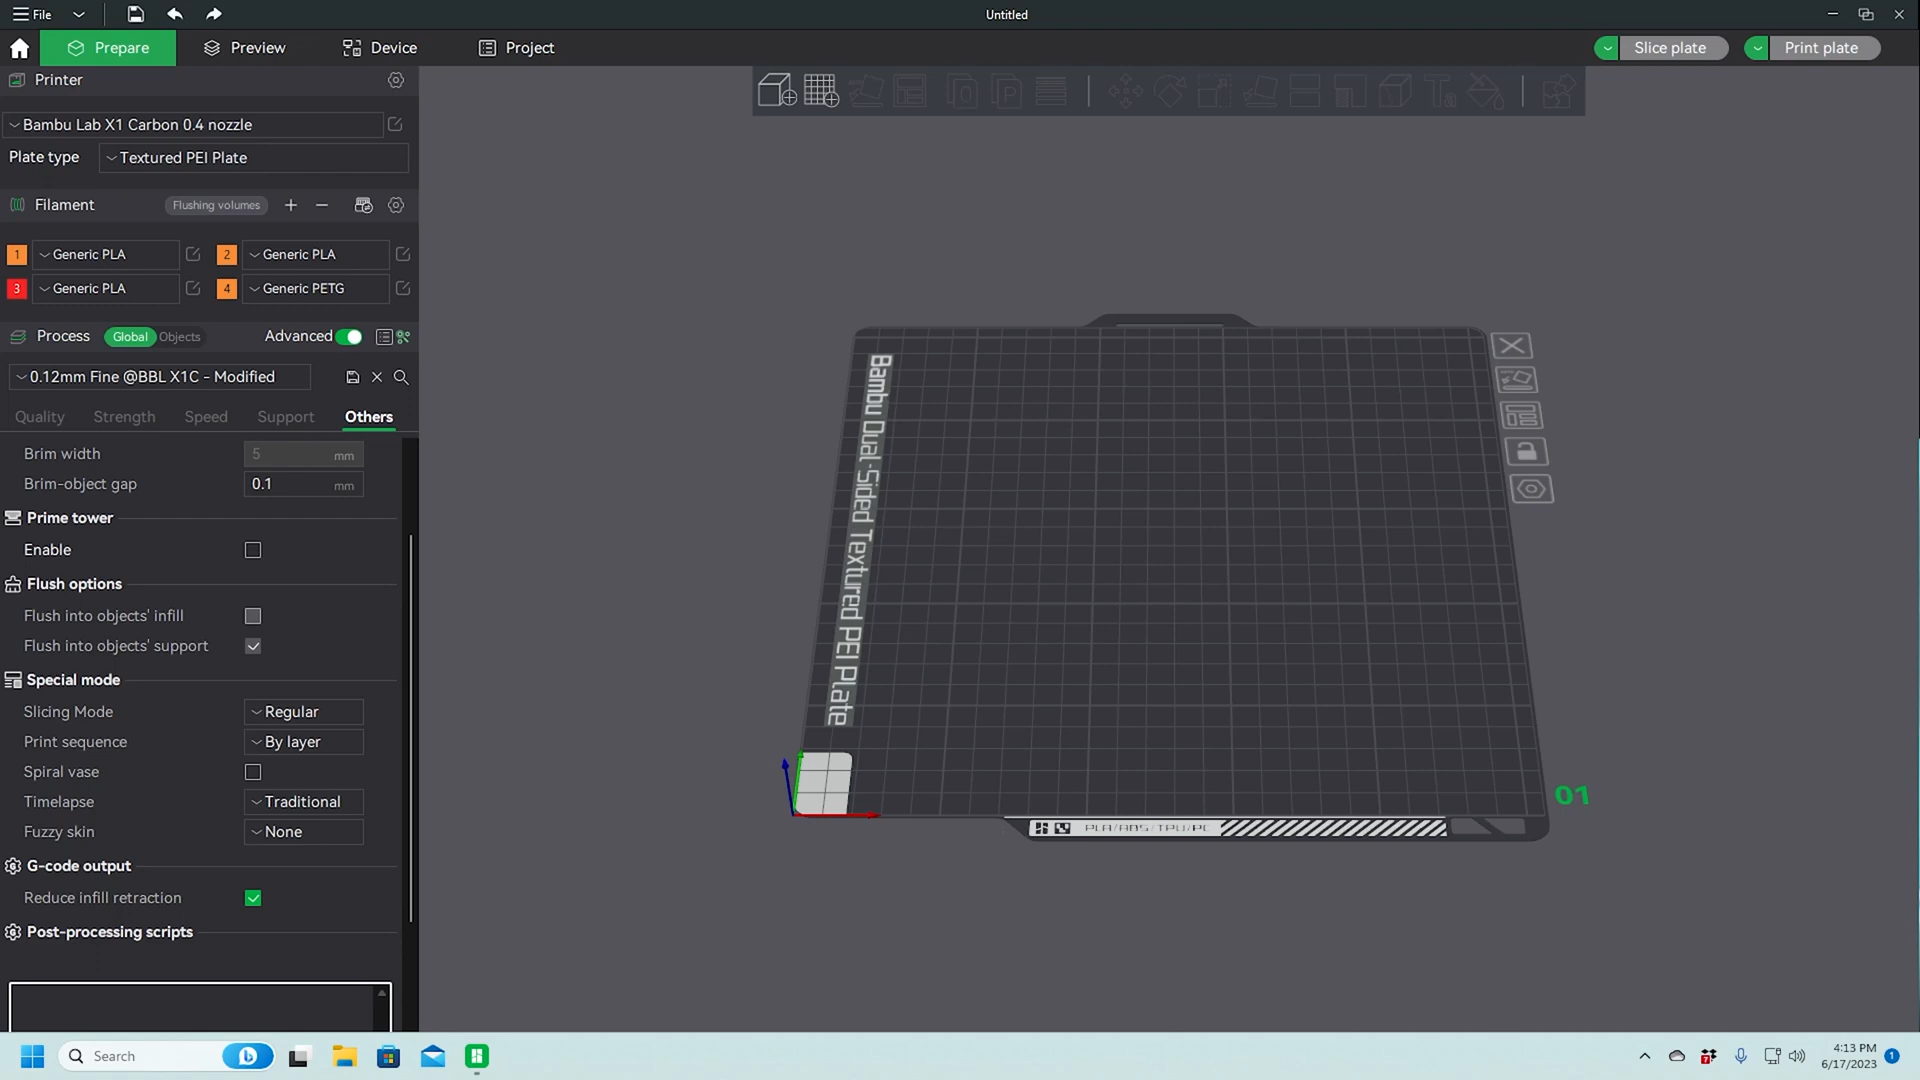 File
Untitled
Prepare
Preview
Device
Project
Slice plate
Print plate
Printer
Bambu Lab X1 Carbon 0.4 nozzle
Plate type
Textured PEI Plate
Filament
Flushing volumes
1
Generic PLA
2
Generic PLA
3
Generic PLA
4
Generic PETG
Process
Global
Objects
Advanced
0.12mm Fine @BBL X1C - Modified
Quality
Strength
Speed
Support
Others
Brim width
5 mm
Brim-object gap
0.1 mm
Prime tower
Enable
Flush options
Flush into objects' infill
Flush into objects' support
Special mode
Slicing Mode
Regular
Print sequence
By layer
Spiral vase
Timelapse
Traditional
Fuzzy skin
None
G-code output
Reduce infill retraction
Post-processing scripts
Bambu Dual-Sided Textured PEI Plate
01
PLA/ABS/TPU/PC
Search
4:13 PM
6/17/2023
1